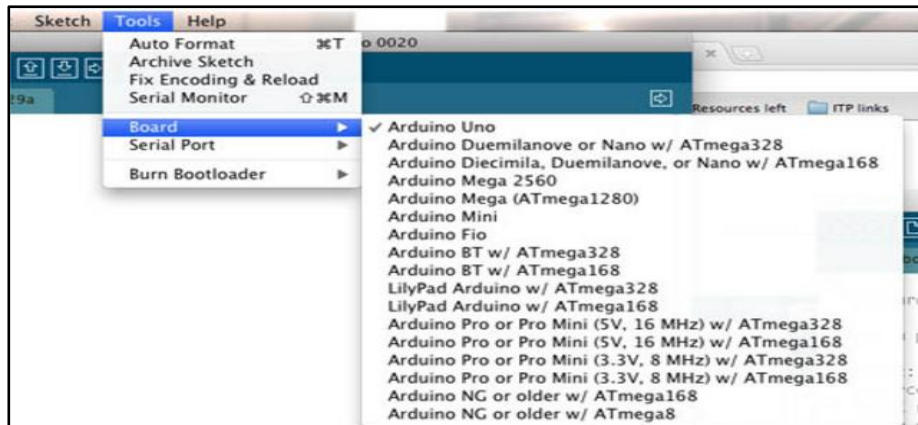 Sketch Tools Help
Auto Format ⌘T
Archive Sketch
Fix Encoding & Reload
Serial Monitor ⇧⌘M
Board
Serial Port
Burn Bootloader
o 0020
29a
Resources left
ITP links
✓ Arduino Uno
Arduino Duemilanove or Nano w/ ATmega328
Arduino Diecimila, Duemilanove, or Nano w/ ATmega168
Arduino Mega 2560
Arduino Mega (ATmega1280)
Arduino Mini
Arduino Fio
Arduino BT w/ ATmega328
Arduino BT w/ ATmega168
LilyPad Arduino w/ ATmega328
LilyPad Arduino w/ ATmega168
Arduino Pro or Pro Mini (5V, 16 MHz) w/ ATmega328
Arduino Pro or Pro Mini (5V, 16 MHz) w/ ATmega168
Arduino Pro or Pro Mini (3.3V, 8 MHz) w/ ATmega328
Arduino Pro or Pro Mini (3.3V, 8 MHz) w/ ATmega168
Arduino NG or older w/ ATmega168
Arduino NG or older w/ ATmega8